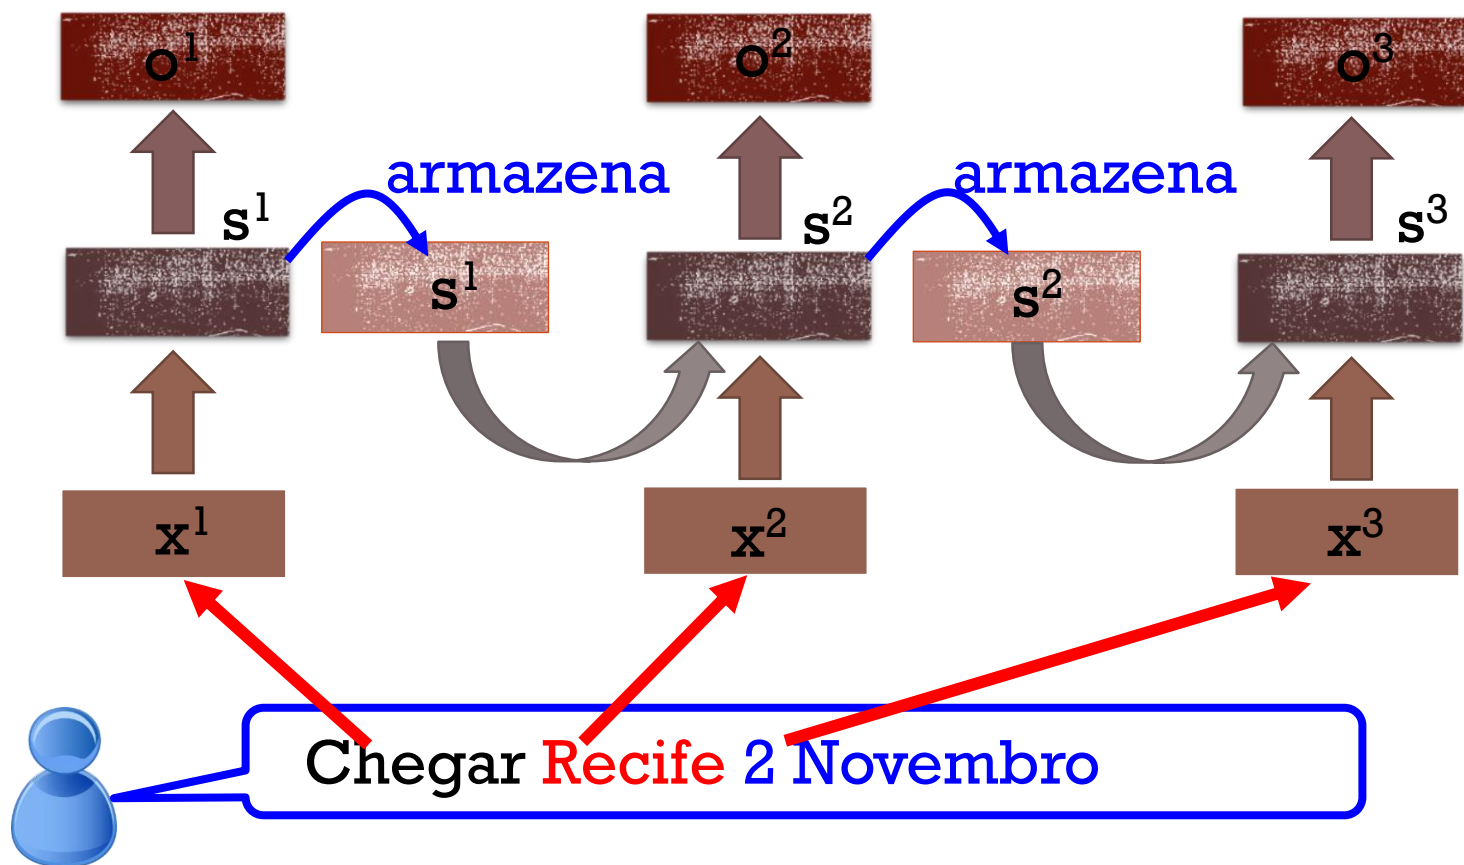 o¹ o² o³
armazena armazena
s¹ s² s³
s¹ s²
x¹ x² x³
Chegar Recife 2 Novembro